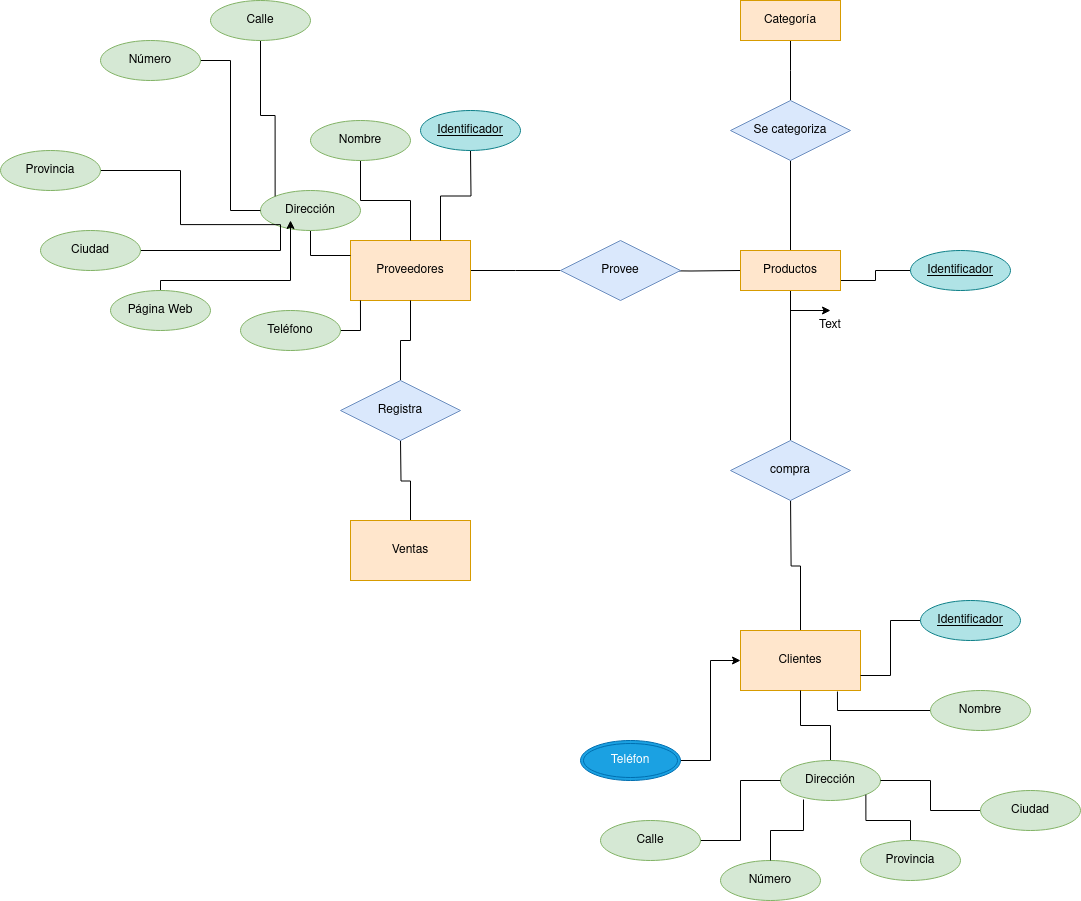 Calle
Categoría
Número
Nombre
Identificador
Se categoriza
Provincia
Dirección
Ciudad
Proveedores
Provee
Productos
Identificador
Página Web
Teléfono
Text
Registra
compra
Ventas
Identificador
Clientes
Nombre
Teléfon
Dirección
Ciudad
Calle
Provincia
Número